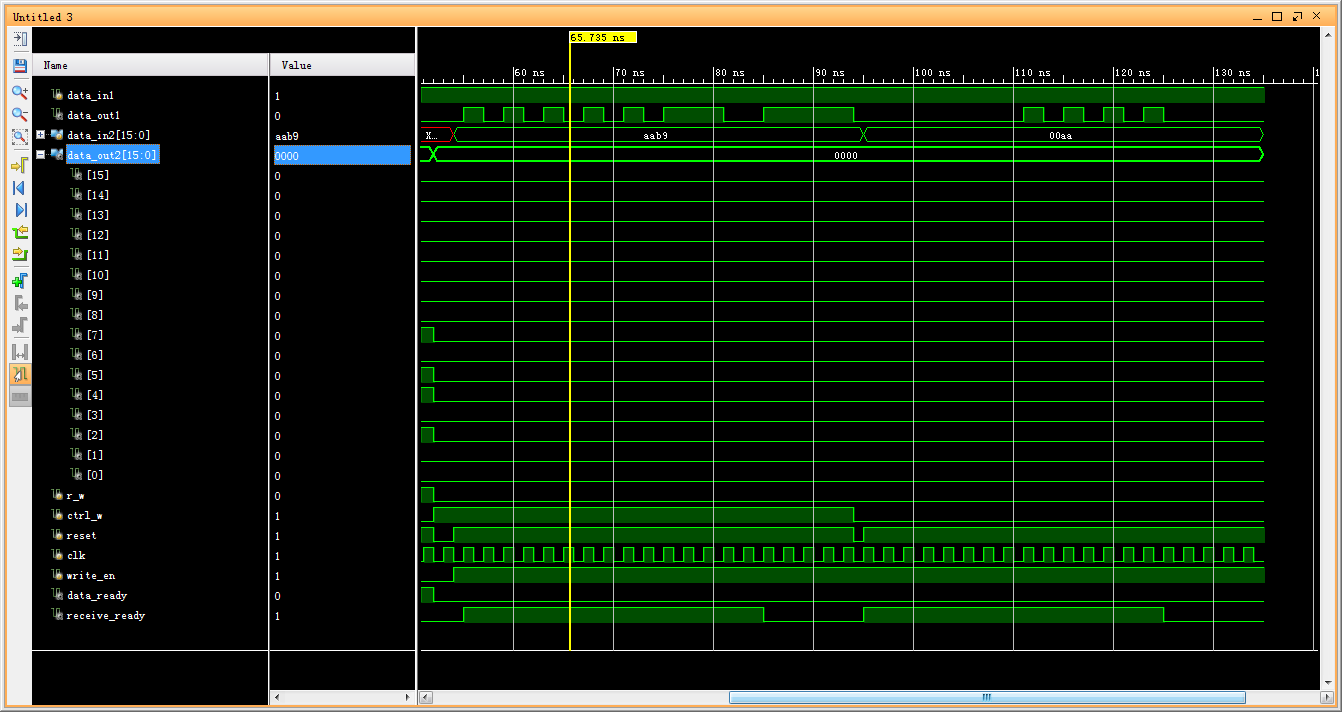 Untitled 3
65.735 ns
Name Value
60 ns 70 ns 80 ns 90 ns 100 ns 110 ns 120 ns 130 ns 1
data_in1 1
data_out1 0
data_in2[15:0] aab9 X... aab9 00aa
data_out2[15:0] 0000 0000
[15] 0
[14] 0
[13] 0
[12] 0
[11] 0
[10] 0
[9] 0
[8] 0
[7] 0
[6] 0
[5] 0
[4] 0
[3] 0
[2] 0
[1] 0
[0] 0
r_w 0
ctrl_w 1
reset 1
clk 1
write_en 1
data_ready 0
receive_ready 1